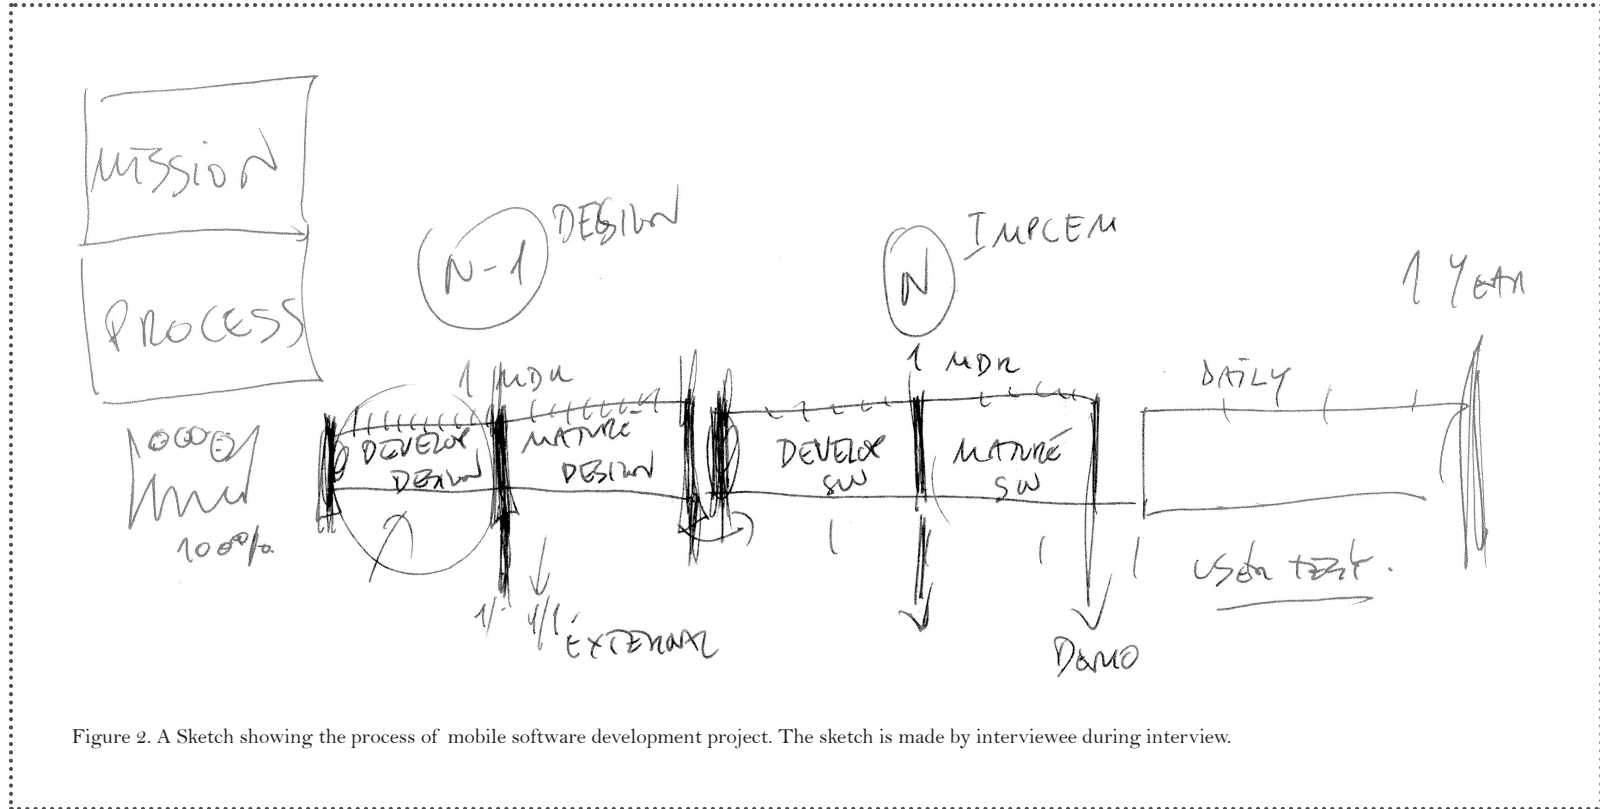 MISSION
PROCESS
N-1 DESIGN
N IMPLEM
1 YEAR
1 MDR
1 MDR
DAILY
DEVELOP
DESIGN
MATURE
DESIGN
DEVELOP
SW
MATURE
SW
100%
USER TEST.
EXTERNAL
DEMO
Figure 2. A Sketch showing the process of mobile software development project. The sketch is made by interviewee during interview.